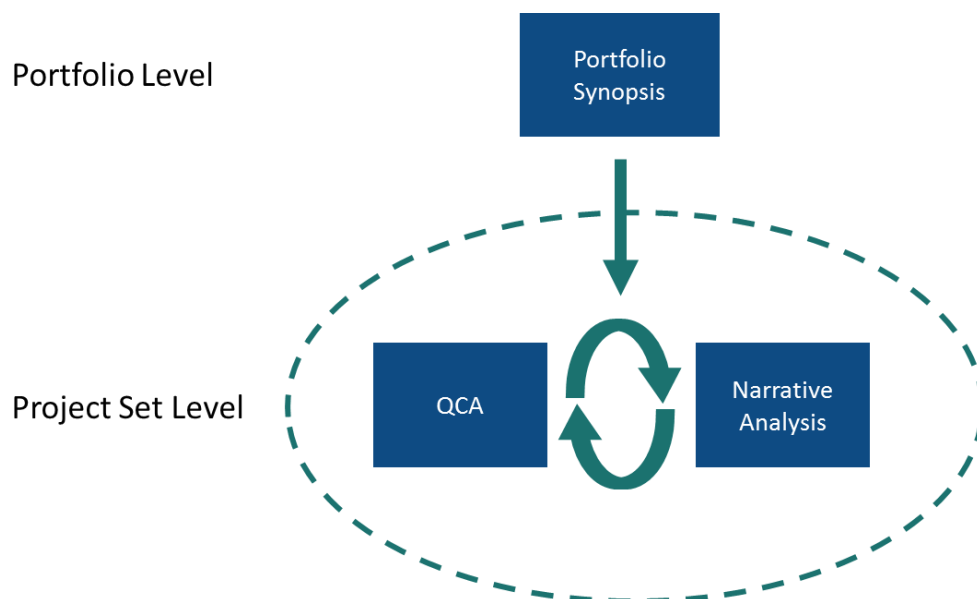 Portfolio Level
Portfolio
Synopsis
Project Set Level
QCA
Narrative
Analysis